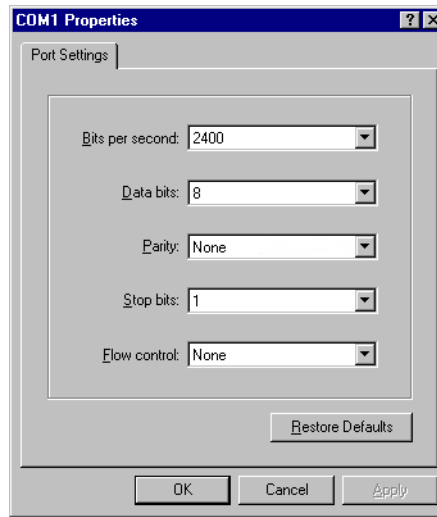 COM1 Properties
Port Settings
Bits per second: 2400
Data bits: 8
Parity: None
Stop bits: 1
Flow control: None
Restore Defaults
OK Cancel Apply